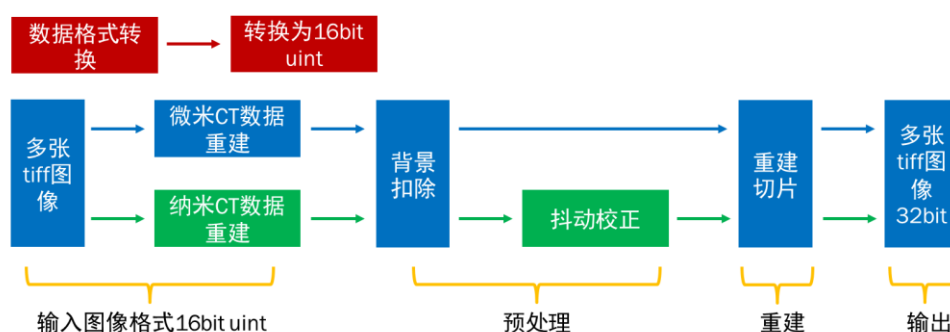 数据格式转
换
转换为16bit
uint
多张
tiff图
像
微米CT数据
重建
纳米CT数据
重建
背景
扣除
抖动校正
重建
切片
多张
tiff图
像
32bit
输入图像格式16bit uint
预处理
重建
输出